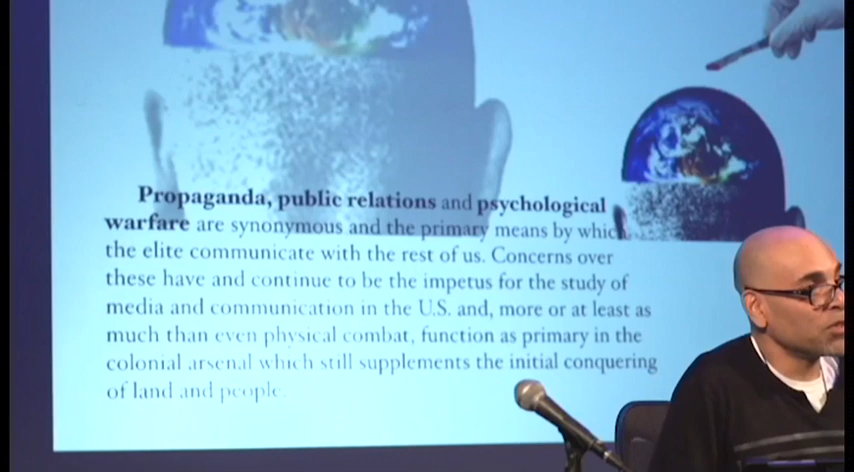 Propaganda, public relations and psychological
warfare are synonymous and the primary means by which
the elite communicate with the rest of us. Concerns over
these have and continue to be the impetus for the study of
media and communication in the U.S. and, more or at least as
much than even physical combat, function as primary in the
colonial arsenal which still supplements the initial conquering
of land and people.